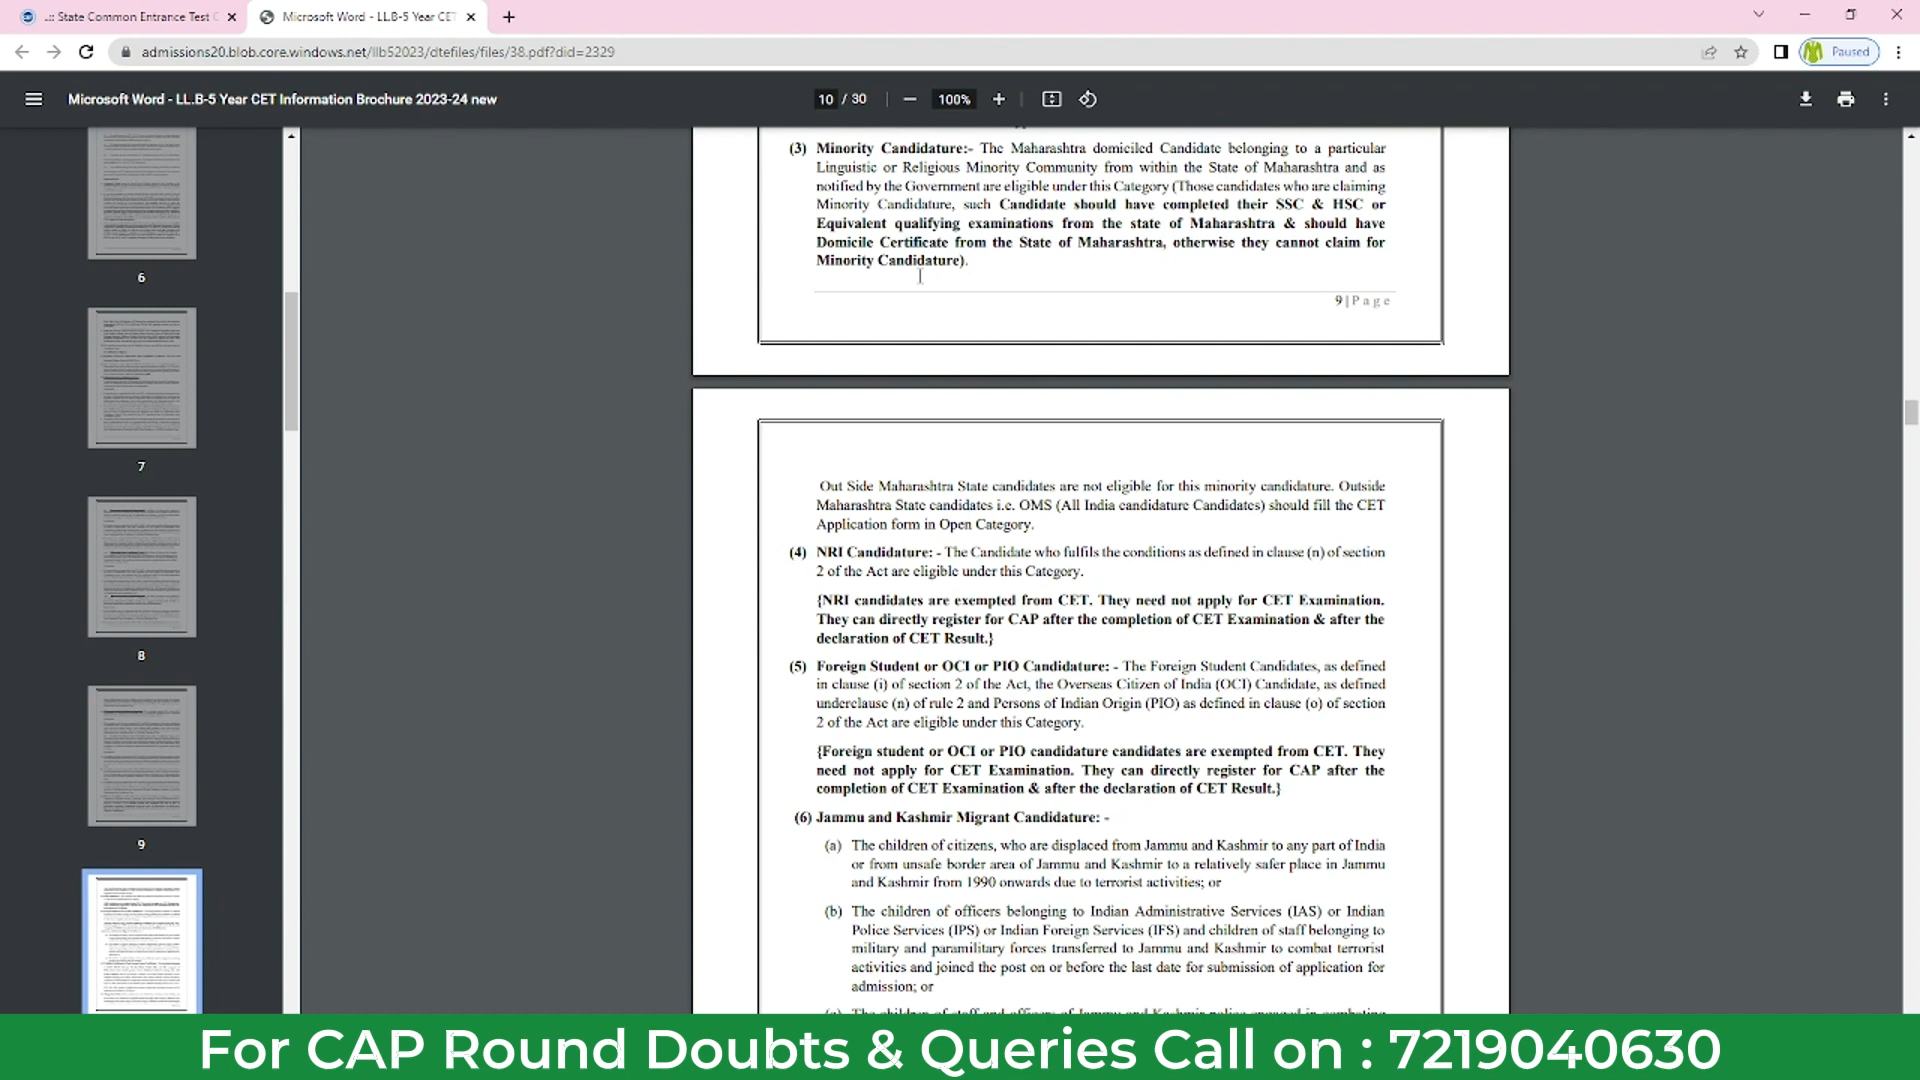 ..:: State Common Entrance Test C
Microsoft Word - LL.B-5 Year CET
admissions20.blob.core.windows.net/llb52023/dtefiles/files/38.pdf?did=2329
Paused
Microsoft Word - LL.B-5 Year CET Information Brochure 2023-24 new
10 / 30
100%
6
7
8
9
(3) Minority Candidature:- The Maharashtra domiciled Candidate belonging to a particular
Linguistic or Religious Minority Community from within the State of Maharashtra and as
notified by the Government are eligible under this Category (Those candidates who are claiming
Minority Candidature, such Candidate should have completed their SSC & HSC or
Equivalent qualifying examinations from the state of Maharashtra & should have
Domicile Certificate from the State of Maharashtra, otherwise they cannot claim for
Minority Candidature).
9|Page
Out Side Maharashtra State candidates are not eligible for this minority candidature. Outside
Maharashtra State candidates i.e. OMS (All India candidature Candidates) should fill the CET
Application form in Open Category.
(4) NRI Candidature: - The Candidate who fulfils the conditions as defined in clause (n) of section
2 of the Act are eligible under this Category.
{NRI candidates are exempted from CET. They need not apply for CET Examination.
They can directly register for CAP after the completion of CET Examination & after the
declaration of CET Result.}
(5) Foreign Student or OCI or PIO Candidature: - The Foreign Student Candidates, as defined
in clause (i) of section 2 of the Act, the Overseas Citizen of India (OCI) Candidate, as defined
underclause (n) of rule 2 and Persons of Indian Origin (PIO) as defined in clause (o) of section
2 of the Act are eligible under this Category.
{Foreign student or OCI or PIO candidature candidates are exempted from CET. They
need not apply for CET Examination. They can directly register for CAP after the
completion of CET Examination & after the declaration of CET Result.}
(6) Jammu and Kashmir Migrant Candidature: -
(a) The children of citizens, who are displaced from Jammu and Kashmir to any part of India
or from unsafe border area of Jammu and Kashmir to a relatively safer place in Jammu
and Kashmir from 1990 onwards due to terrorist activities; or
(b) The children of officers belonging to Indian Administrative Services (IAS) or Indian
Police Services (IPS) or Indian Foreign Services (IFS) and children of staff belonging to
military and paramilitary forces transferred to Jammu and Kashmir to combat terrorist
activities and joined the post on or before the last date for submission of application for
admission; or
For CAP Round Doubts & Queries Call on : 7219040630